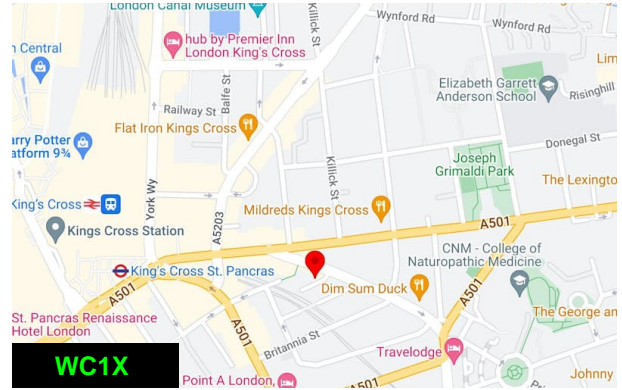 London Canal Museum
Killick St
Wynford Rd
Wynford Rd
hub by Premier Inn
London King's Cross
n Central
Elizabeth Garrett
Anderson School
Lim
Risinghill
Balfe St
Railway St
Flat Iron Kings Cross
Donegal St
arry Potter
atform 9¾
Killick St
Joseph
Grimaldi Park
The Lexington
York Wy
King's Cross
A5203
Mildreds Kings Cross
A501
Kings Cross Station
CNM - College of
Naturopathic Medicine
King's Cross St. Pancras
A501
Dim Sum Duck
A501
St. Pancras Renaissance
Hotel London
A501
The George an
Britannia St
Travelodge
WC1X
Point A London,
Johnny